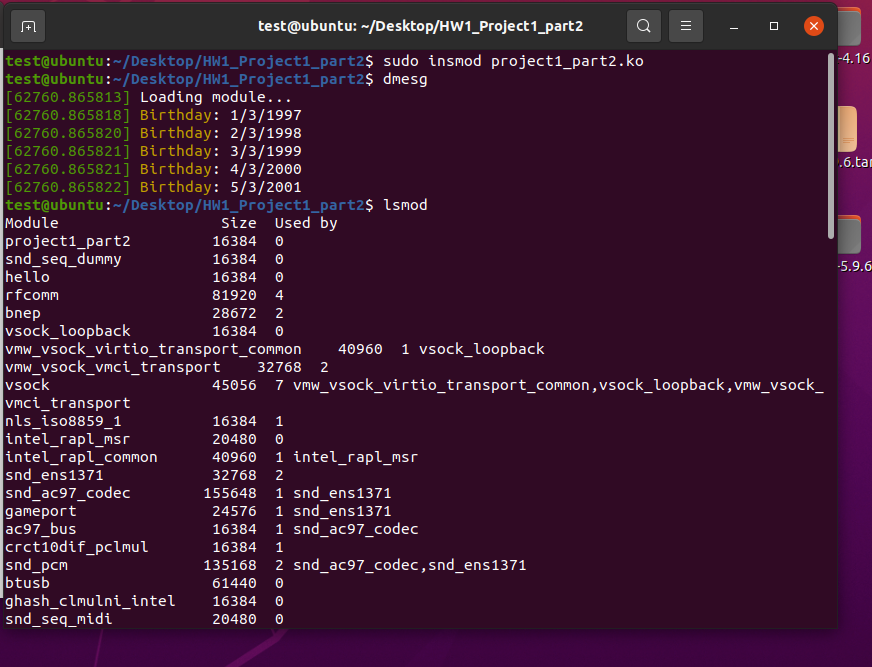 test@ubuntu: ~/Desktop/HW1_Project1_part2
test@ubuntu:~/Desktop/HW1_Project1_part2$ sudo insmod project1_part2.ko
test@ubuntu:~/Desktop/HW1_Project1_part2$ dmesg
[62760.865813] Loading module...
[62760.865818] Birthday: 1/3/1997
[62760.865820] Birthday: 2/3/1998
[62760.865821] Birthday: 3/3/1999
[62760.865821] Birthday: 4/3/2000
[62760.865822] Birthday: 5/3/2001
test@ubuntu:~/Desktop/HW1_Project1_part2$ lsmod
Module                  Size  Used by
project1_part2         16384  0
snd_seq_dummy          16384  0
hello                  16384  0
rfcomm                 81920  4
bnep                   28672  2
vsock_loopback         16384  0
vmw_vsock_virtio_transport_common    40960  1 vsock_loopback
vmw_vsock_vmci_transport    32768  2
vsock                  45056  7 vmw_vsock_virtio_transport_common,vsock_loopback,vmw_vsock_
vmci_transport
nls_iso8859_1          16384  1
intel_rapl_msr         20480  0
intel_rapl_common      40960  1 intel_rapl_msr
snd_ens1371            32768  2
snd_ac97_codec        155648  1 snd_ens1371
gameport               24576  1 snd_ens1371
ac97_bus               16384  1 snd_ac97_codec
crct10dif_pclmul       16384  1
snd_pcm               135168  2 snd_ac97_codec,snd_ens1371
btusb                  61440  0
ghash_clmulni_intel    16384  0
snd_seq_midi           20480  0
-4.16
.6.tar
-5.9.6